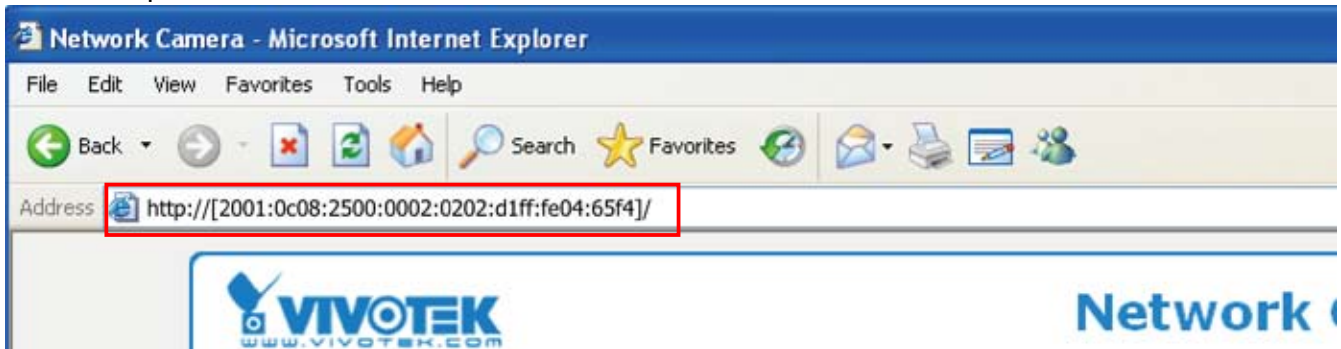 Network Camera - Microsoft Internet Explorer
File Edit View Favorites Tools Help
Back Search Favorites
Address http://[2001:0c08:2500:0002:0202:d1ff:fe04:65f4]/
VIVOTEK Network
www.vivotek.com